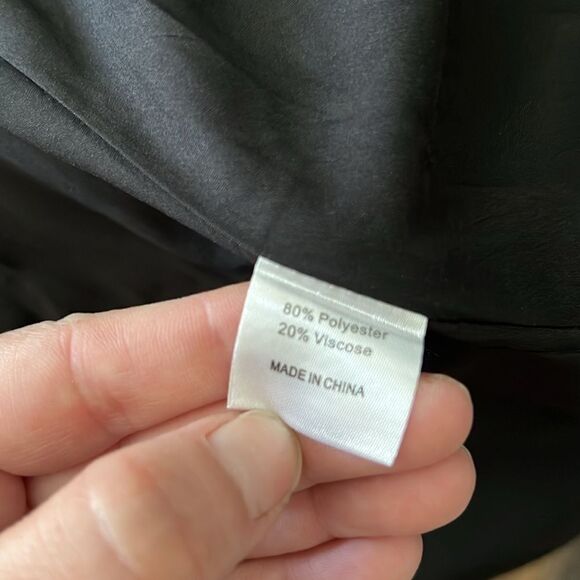 80% Polyester
20% Viscose
MADE IN CHINA